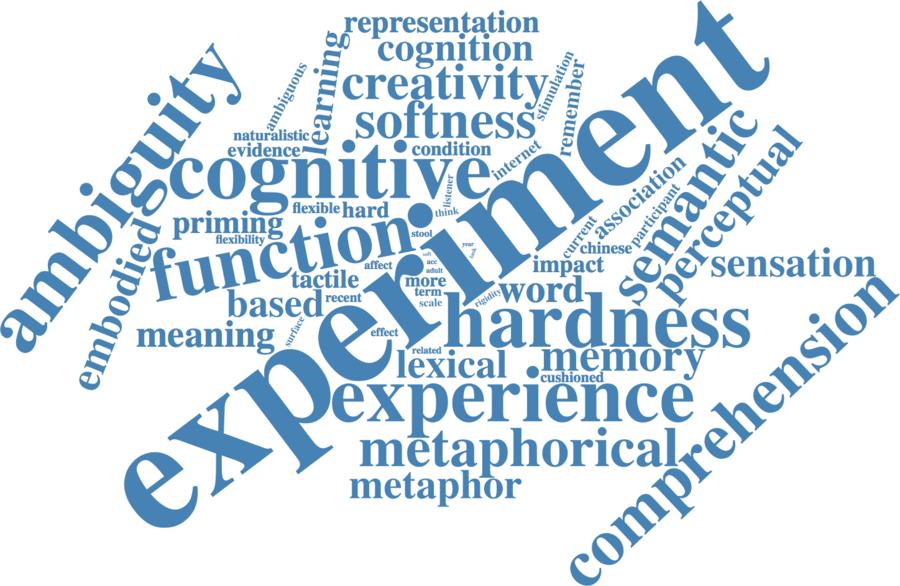 representation
cognition
creativity
softness
ambiguity
learning
ambiguous
naturalistic
evidence
stimulation
remember
experiment
cognitive
condition
internet
semantic
perceptual
association
participant
listener
think
flexible
hard
priming
flexibility
function
stool
embodied
current
chinese
year
soft
acc
adult
affect
tactile
more
term
scale
rigidity
impact
sensation
word
based
recent
meaning
surface
effect
hardness
related
lexical
memory
cushioned
experience
comprehension
metaphorical
metaphor